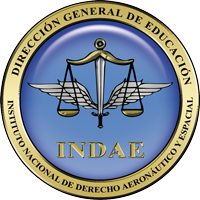 DIRECCIÓN GENERAL DE EDUCACIÓN
INDAE
INSTITUTO NACIONAL DE DERECHO AERONÁUTICO Y ESPACIAL